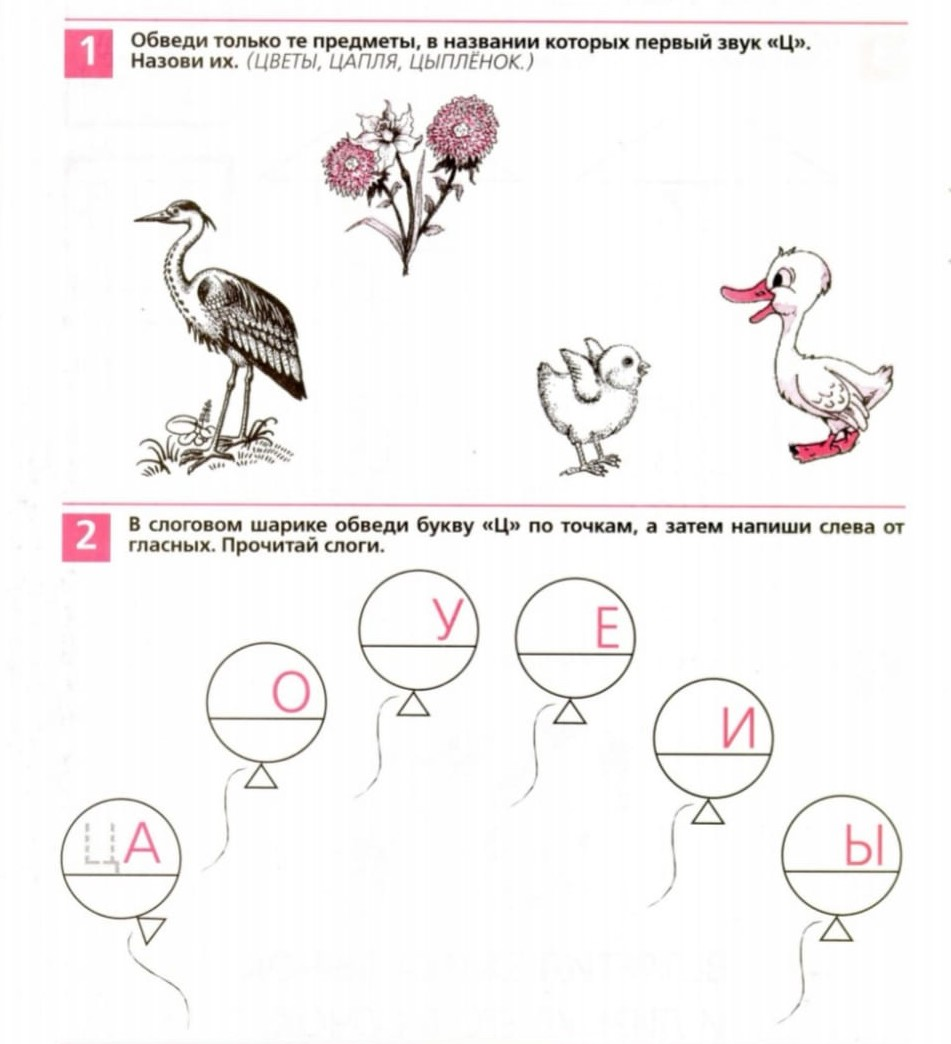 1
Обведи только те предметы, в названии которых первый звук «Ц».
Назови их. (ЦВЕТЫ, ЦАПЛЯ, ЦЫПЛЁНОК.)
2
В слоговом шарике обведи букву «Ц» по точкам, а затем напиши слева от
гласных. Прочитай слоги.
ЦА
О
У
Е
И
Ы